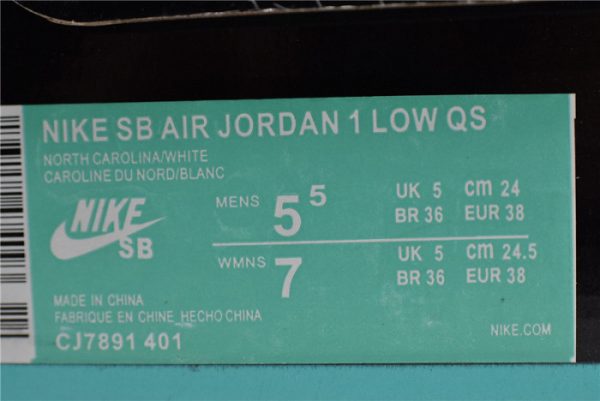 NIKE SB AIR JORDAN 1 LOW QS
NORTH CAROLINA/WHITE
CAROLINE DU NORD/BLANC
NIKE
SB
MENS 5 5 UK 5 cm 24
BR 36 EUR 38
WMNS 7 UK 5 cm 24.5
BR 36 EUR 38
MADE IN CHINA
FABRIQUE EN CHINE, HECHO CHINA
NIKE.COM
CJ7891 401